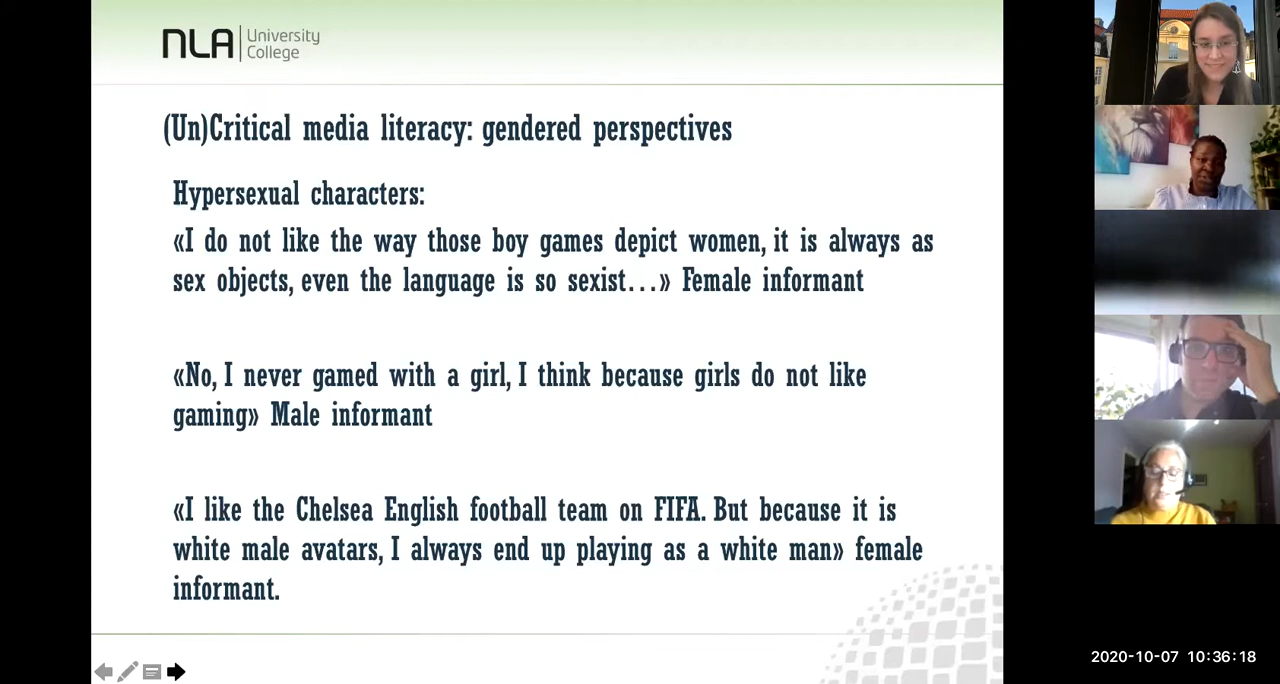 NLA University
College
(Un)Critical media literacy: gendered perspectives
Hypersexual characters:
«I do not like the way those boy games depict women, it is always as
sex objects, even the language is so sexist...» Female informant
«No, I never gamed with a girl, I think because girls do not like
gaming» Male informant
«I like the Chelsea English football team on FIFA. But because it is
white male avatars, I always end up playing as a white man» female
informant.
2020-10-07 10:36:18